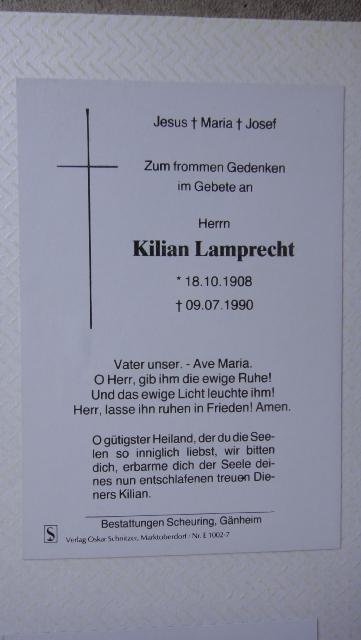 Jesus † Maria † Josef
Zum frommen Gedenken
im Gebete an
Herrn
Kilian Lamprecht
* 18.10.1908
† 09.07.1990
Vater unser. - Ave Maria.
O Herr, gib ihm die ewige Ruhe!
Und das ewige Licht leuchte ihm!
Herr, lasse ihn ruhen in Frieden! Amen.
O gütigster Heiland, der du die See-
len so inniglich liebst, wir bitten
dich, erbarme dich der Seele dei-
nes nun entschlafenen treuen Die-
ners Kilian.
Bestattungen Scheuring, Gänheim
S Verlag Oskar Schnitzer, Marktoberdorf / Nr. E 1002-7